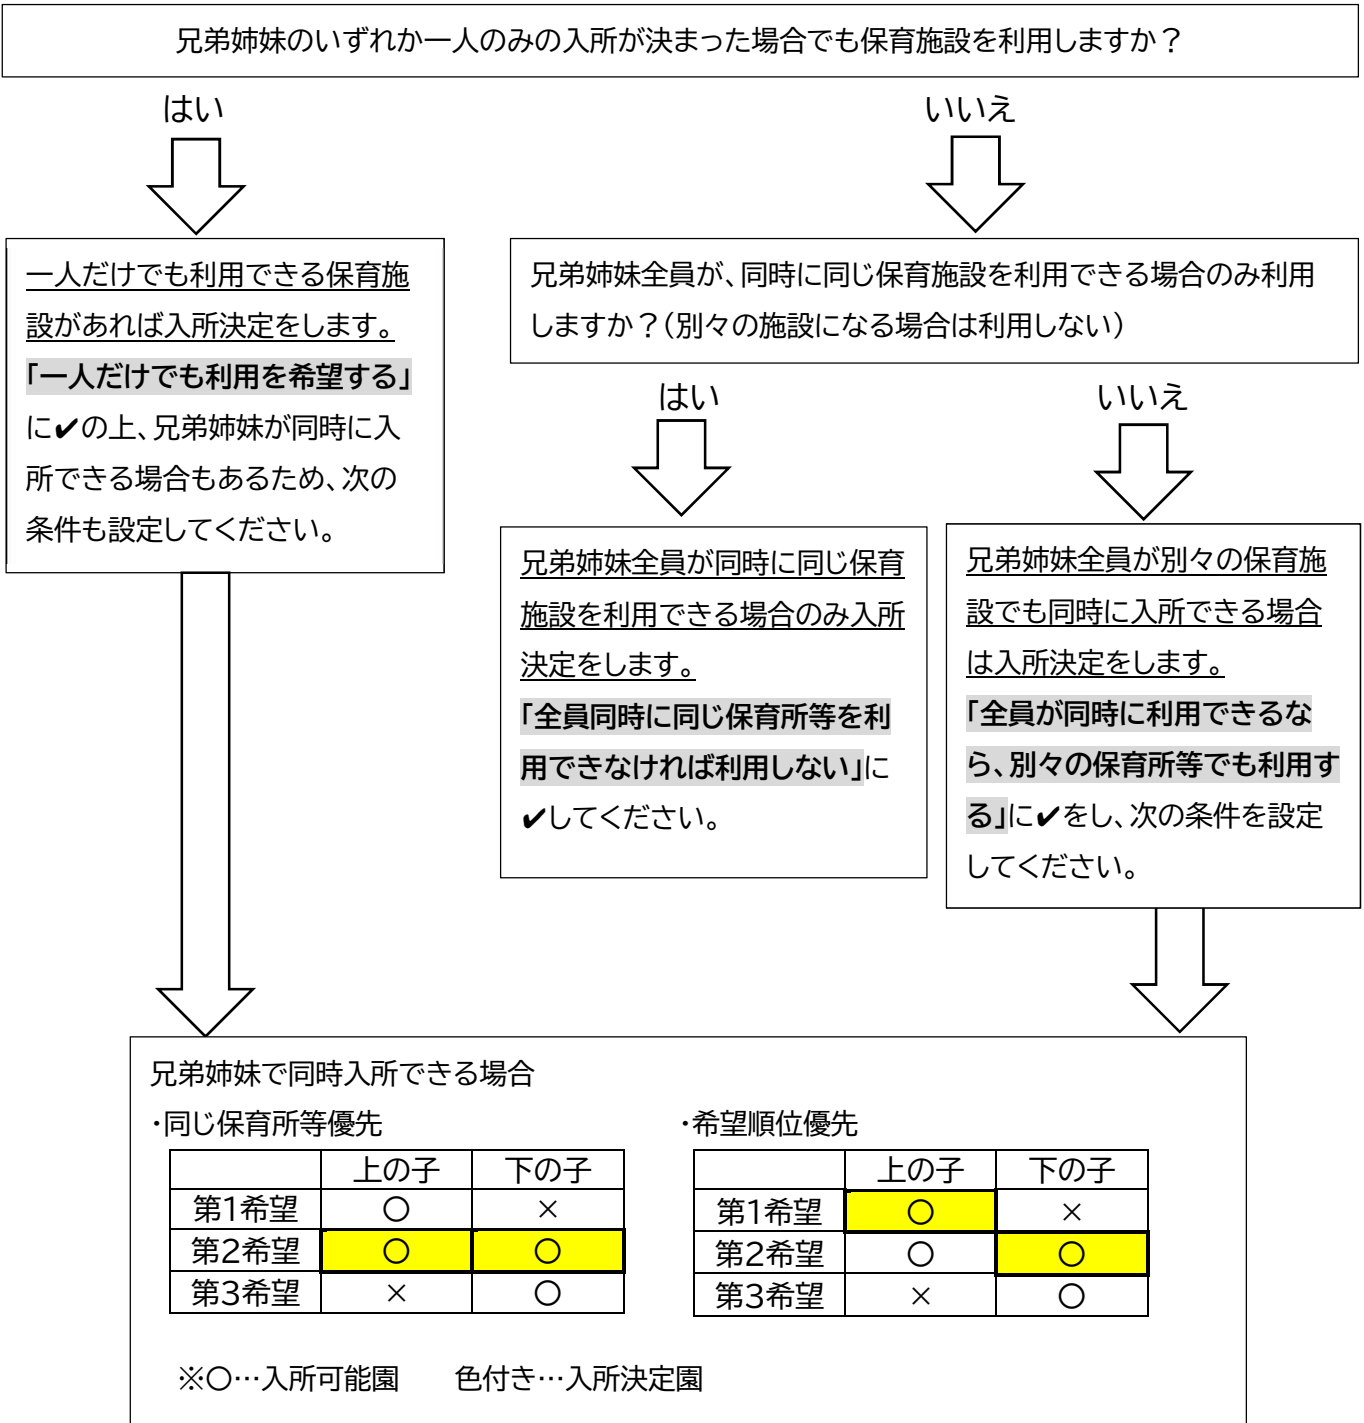 兄弟姉妹のいずれか一人のみの入所が決まった場合でも保育施設を利用しますか？
はい
いいえ
一人だけでも利用できる保育施
設があれば入所決定をします。
「一人だけでも利用を希望する」
に✔の上、兄弟姉妹が同時に入
所できる場合もあるため、次の
条件も設定してください。
兄弟姉妹全員が、同時に同じ保育施設を利用できる場合のみ利用
しますか？（別々の施設になる場合は利用しない）
はい
いいえ
兄弟姉妹全員が同時に同じ保育
施設を利用できる場合のみ入所
決定をします。
「全員同時に同じ保育所等を利
用できなければ利用しない」に
✔してください。
兄弟姉妹全員が別々の保育施
設でも同時に入所できる場合
は入所決定をします。
「全員が同時に利用できるな
ら、別々の保育所等でも利用す
る」に✔をし、次の条件を設定
してください。
兄弟姉妹で同時入所できる場合
・同じ保育所等優先
上の子 下の子
第1希望 〇 ×
第2希望 〇 〇
第3希望 × 〇
・希望順位優先
上の子 下の子
第1希望 〇 ×
第2希望 〇 〇
第3希望 × 〇
※〇…入所可能園 色付き…入所決定園